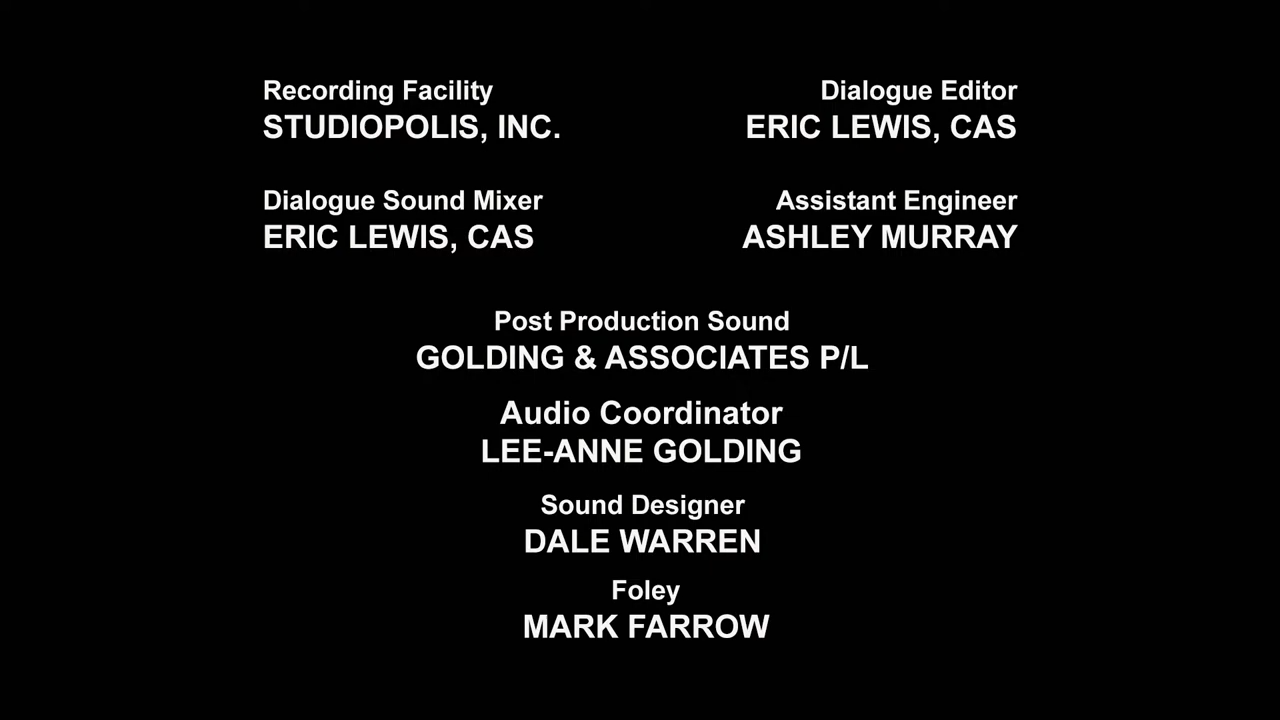 Recording Facility
STUDIOPOLIS, INC.
Dialogue Editor
ERIC LEWIS, CAS
Dialogue Sound Mixer
ERIC LEWIS, CAS
Assistant Engineer
ASHLEY MURRAY
Post Production Sound
GOLDING & ASSOCIATES P/L
Audio Coordinator
LEE-ANNE GOLDING
Sound Designer
DALE WARREN
Foley
MARK FARROW